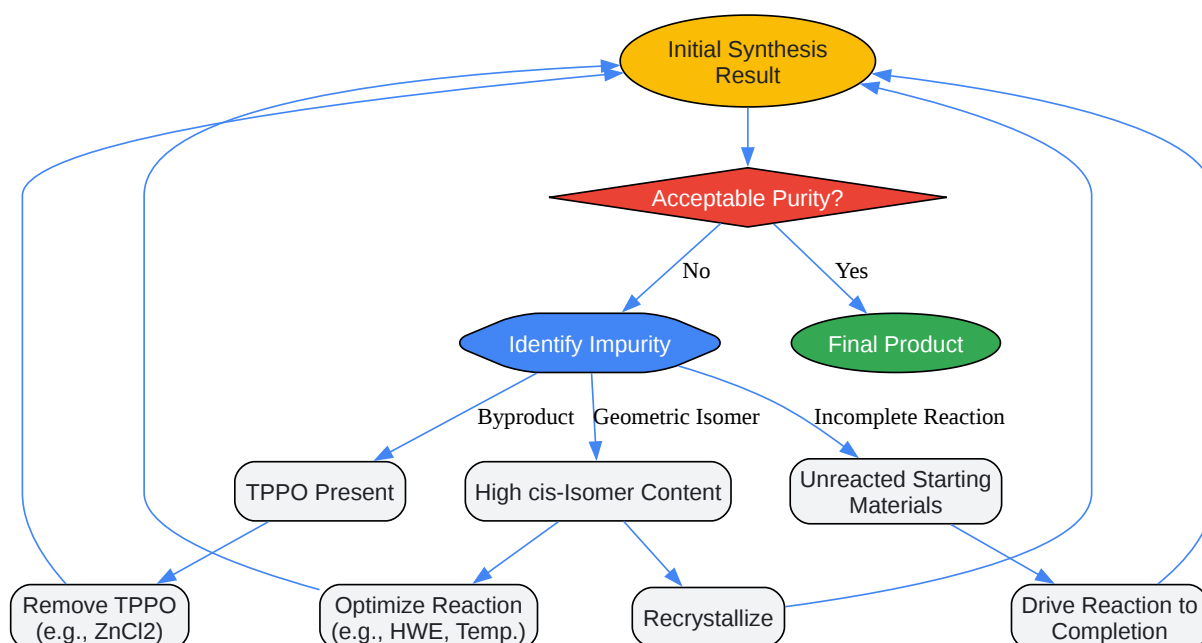 Initial Synthesis
Result
Acceptable Purity?
No
Yes
Identify Impurity
Final Product
Byproduct
Geometric Isomer
Incomplete Reaction
TPPO Present
High cis-Isomer Content
Unreacted Starting
Materials
Remove TPPO
(e.g., ZnCl2)
Optimize Reaction
(e.g., HWE, Temp.)
Recrystallize
Drive Reaction to
Completion